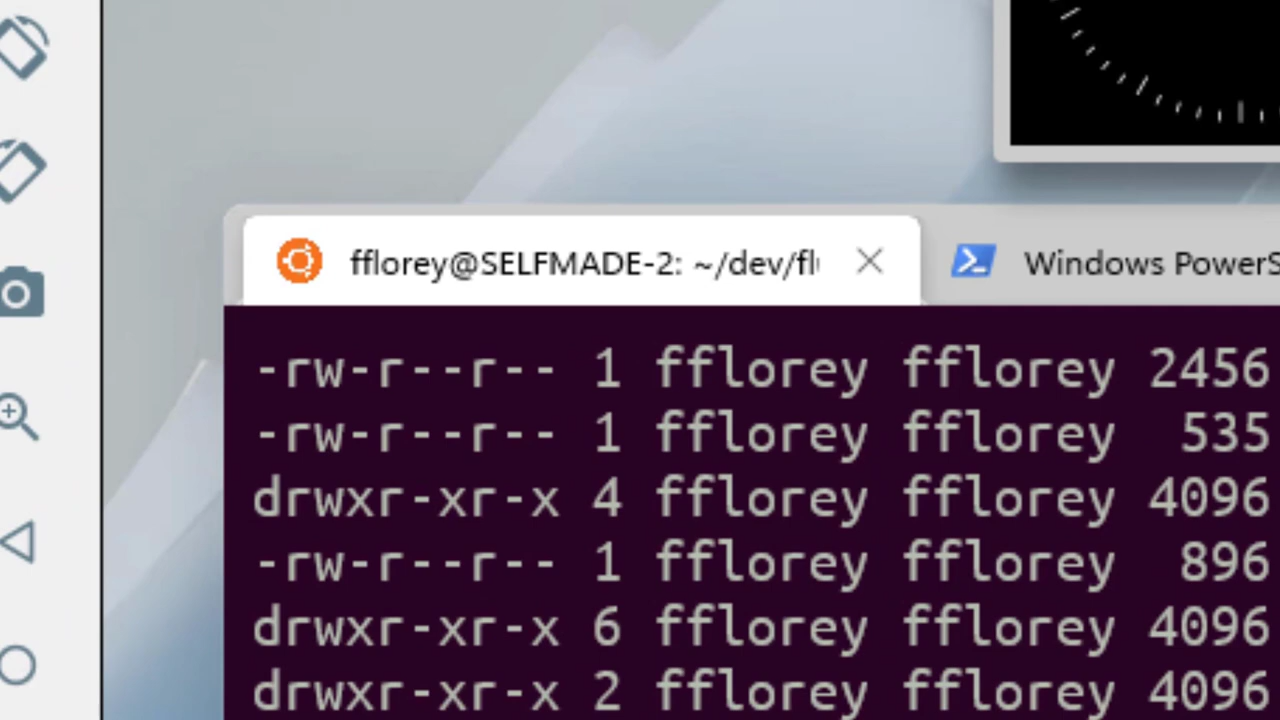 fflorey@SELFMADE-2: ~/dev/fl
Windows PowerS
-rw-r--r-- 1 fflorey fflorey 2456
-rw-r--r-- 1 fflorey fflorey 535
drwxr-xr-x 4 fflorey fflorey 4096
-rw-r--r-- 1 fflorey fflorey 896
drwxr-xr-x 6 fflorey fflorey 4096
drwxr-xr-x 2 fflorey fflorey 4096